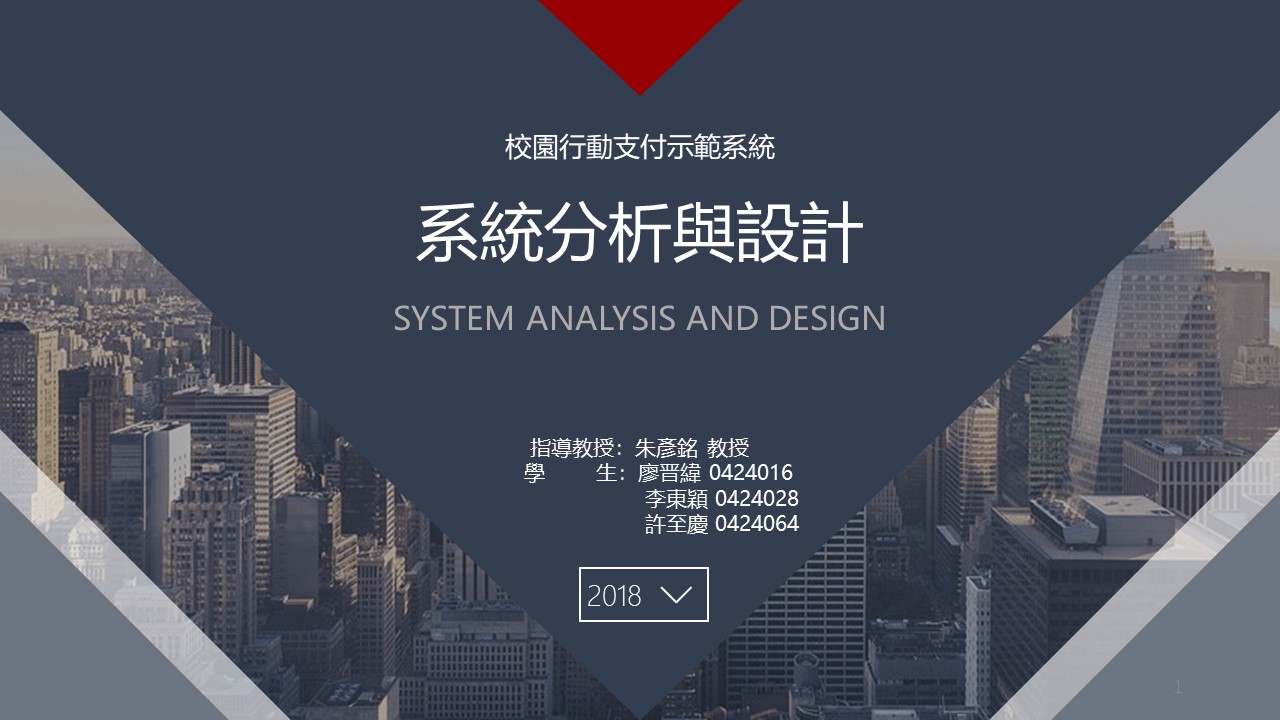 校園行動支付示範系統
系統分析與設計
SYSTEM ANALYSIS AND DESIGN
指導教授：朱彥銘 教授
學　　生：廖晋緯 0424016
李東穎 0424028
許至慶 0424064
2018
1